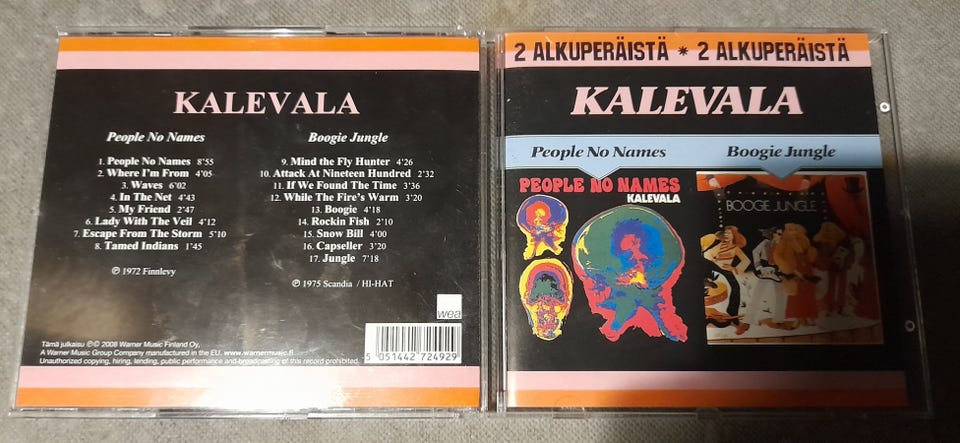 KALEVALA
People No Names
1. People No Names 8'55
2. Where I'm From 4'05
3. Waves 6'02
4. In the Net 4'43
5. My Friend 2'47
6. Lady With The Veil 4'12
7. Escape From The Storm 5'10
8. Tamed Indians 1'45
℗ 1972 Finnlevy
Boogie Jungle
9. Mind the Fly Hunter 4'26
10. Attack At Nineteen Hundred 2'32
11. If We Found The Time 3'36
12. While The Fire's Warm 3'20
13. Boogie 4'18
14. Rockin Fish 2'10
15. Snow Bill 4'00
16. Capseller 3'20
17. Jungle 7'18
℗ 1975 Scandia / HI-HAT
wea
Tämä julkaisu ℗© 2008 Warner Music Finland Oy,
A Warner Music Group Company manufactured in the EU. www.warnermusic.fi
Unauthorized copying, hiring, lending, public performance and broadcasting of this record prohibited.
5 051442 724929
2 ALKUPERÄISTÄ * 2 ALKUPERÄISTÄ
KALEVALA
People No Names
Boogie Jungle
PEOPLE NO NAMES
KALEVALA
BOOGIE JUNGLE